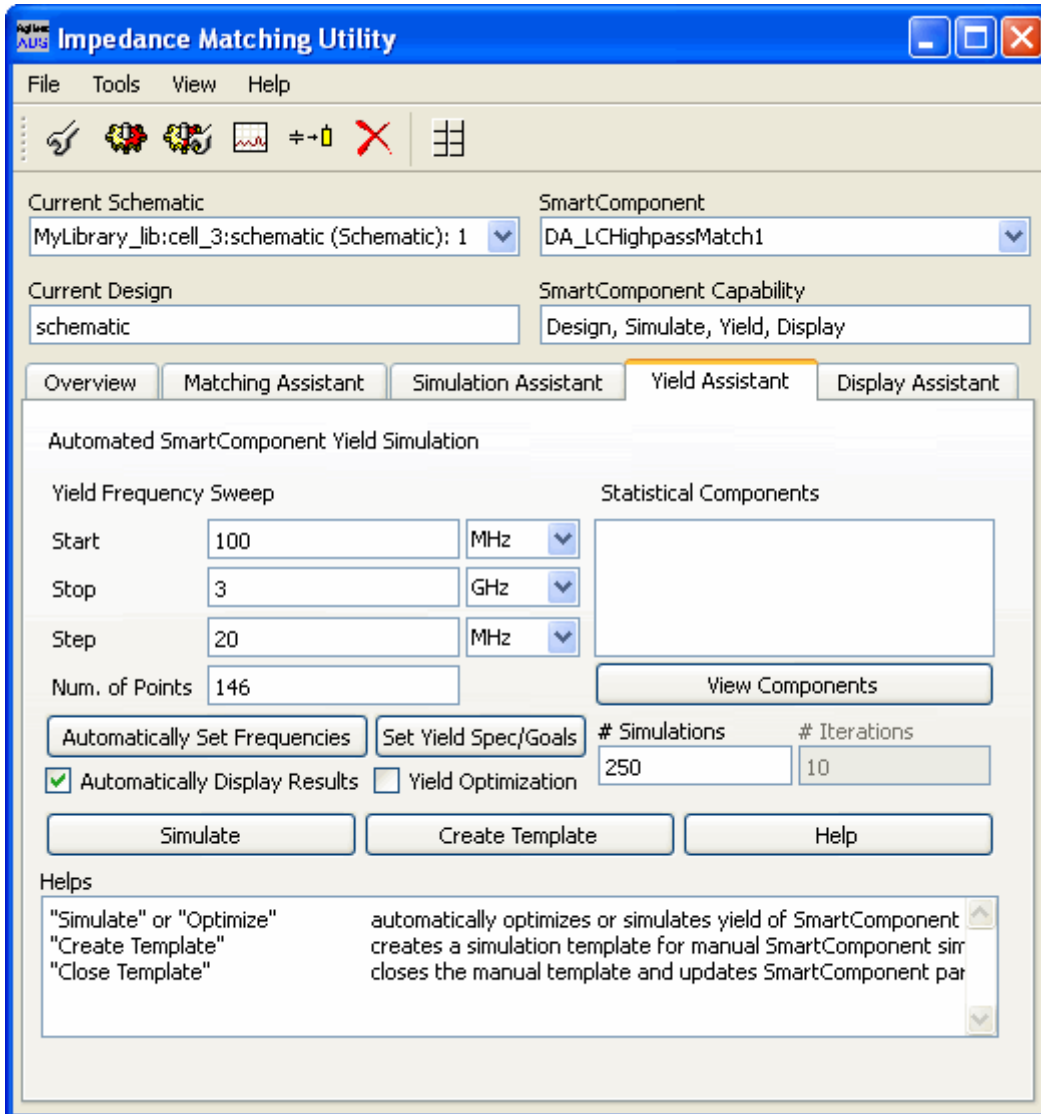 Agilent
ADS Impedance Matching Utility
File Tools View Help
Current Schematic SmartComponent
MyLibrary_lib:cell_3:schematic (Schematic): 1 DA_LCHighpassMatch1
Current Design SmartComponent Capability
schematic Design, Simulate, Yield, Display
Overview Matching Assistant Simulation Assistant Yield Assistant Display Assistant
Automated SmartComponent Yield Simulation
Yield Frequency Sweep Statistical Components
Start 100 MHz
Stop 3 GHz
Step 20 MHz
Num. of Points 146 View Components
Automatically Set Frequencies Set Yield Spec/Goals # Simulations # Iterations
Automatically Display Results Yield Optimization 250 10
Simulate Create Template Help
Helps
"Simulate" or "Optimize" automatically optimizes or simulates yield of SmartComponent
"Create Template" creates a simulation template for manual SmartComponent sim
"Close Template" closes the manual template and updates SmartComponent par